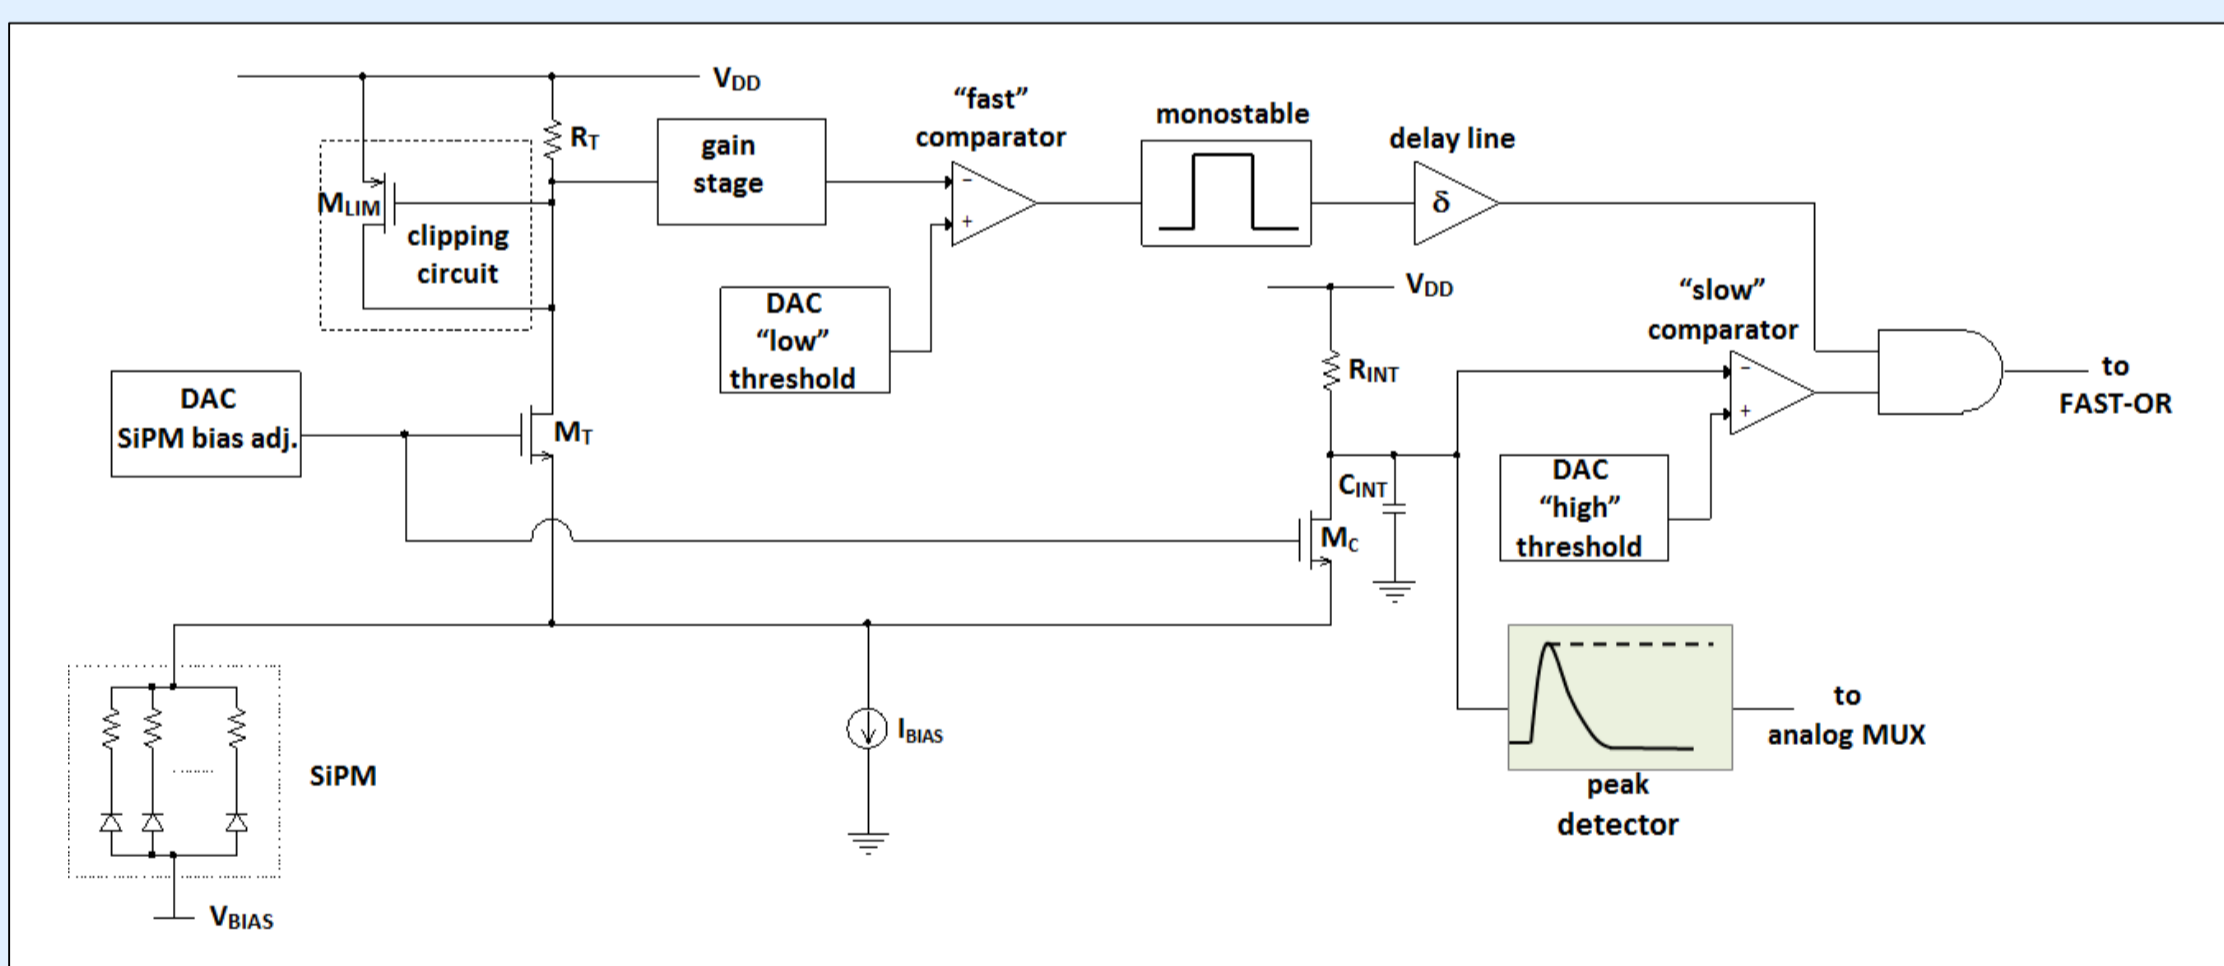 VDD
RT
gain
stage
“fast”
comparator
monostable
delay line
−
+
δ
MLIM
clipping
circuit
DAC
“low”
threshold
VDD
“slow”
comparator
RINT
−
+
to
FAST-OR
DAC
SiPM bias adj.
MT
CINT
DAC
“high”
threshold
MC
SiPM
IBIAS
to
analog MUX
peak
detector
VBIAS